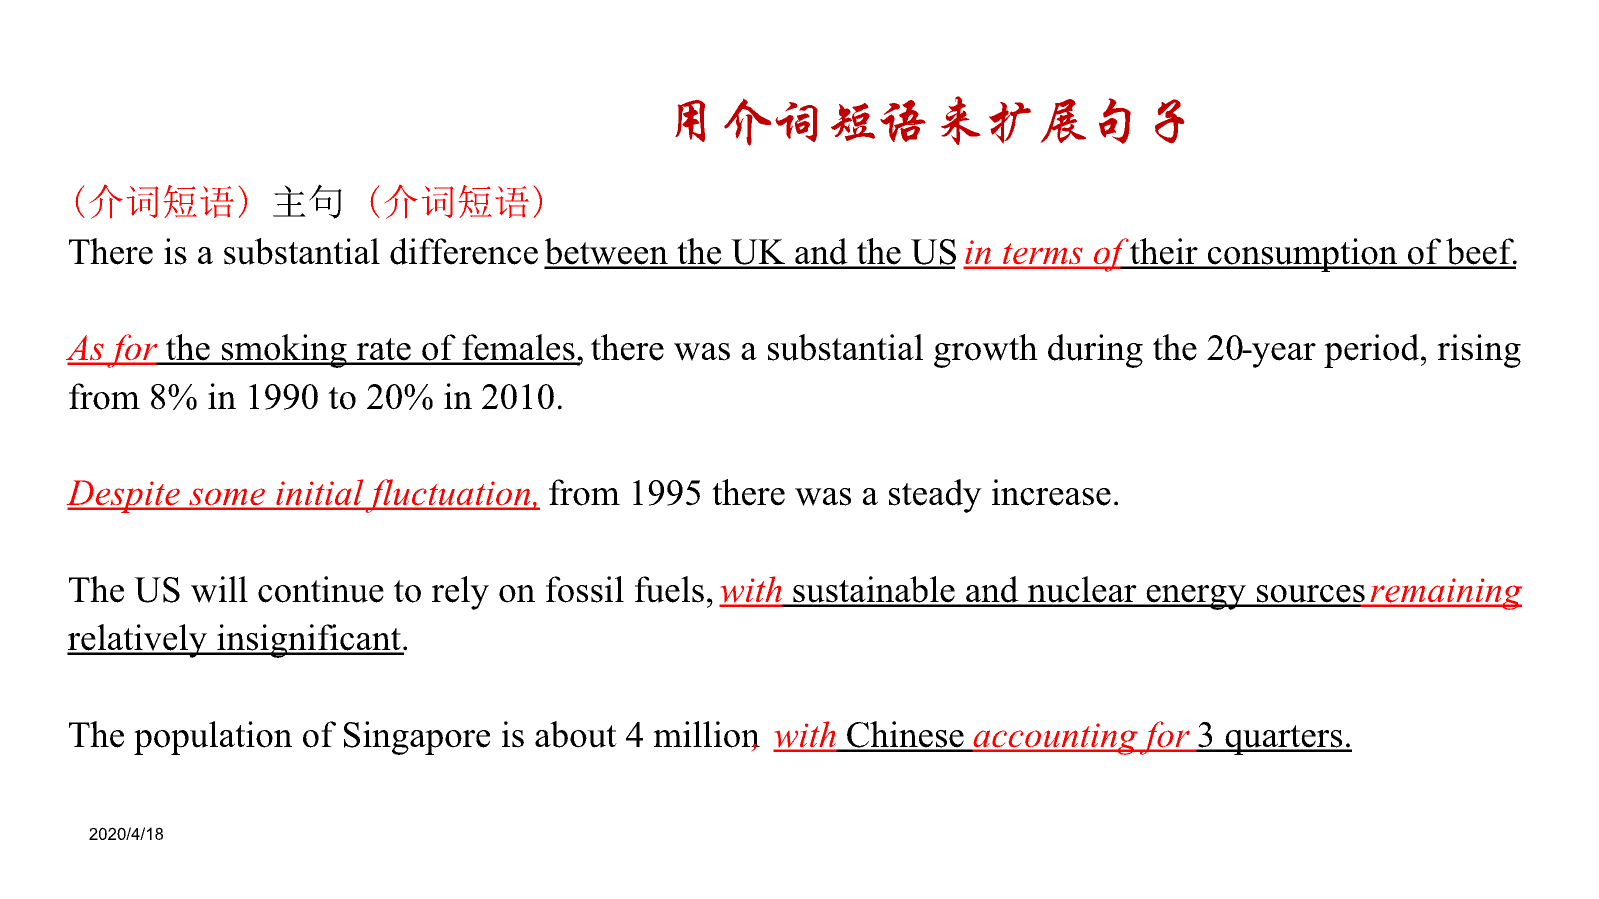 用介词短语来扩展句子
（介词短语）主句（介词短语）
There is a substantial difference between the UK and the US in terms of their consumption of beef.
As for the smoking rate of females, there was a substantial growth during the 20-year period, rising
from 8% in 1990 to 20% in 2010.
Despite some initial fluctuation, from 1995 there was a steady increase.
The US will continue to rely on fossil fuels, with sustainable and nuclear energy sources remaining
relatively insignificant.
The population of Singapore is about 4 million, with Chinese accounting for 3 quarters.
2020/4/18